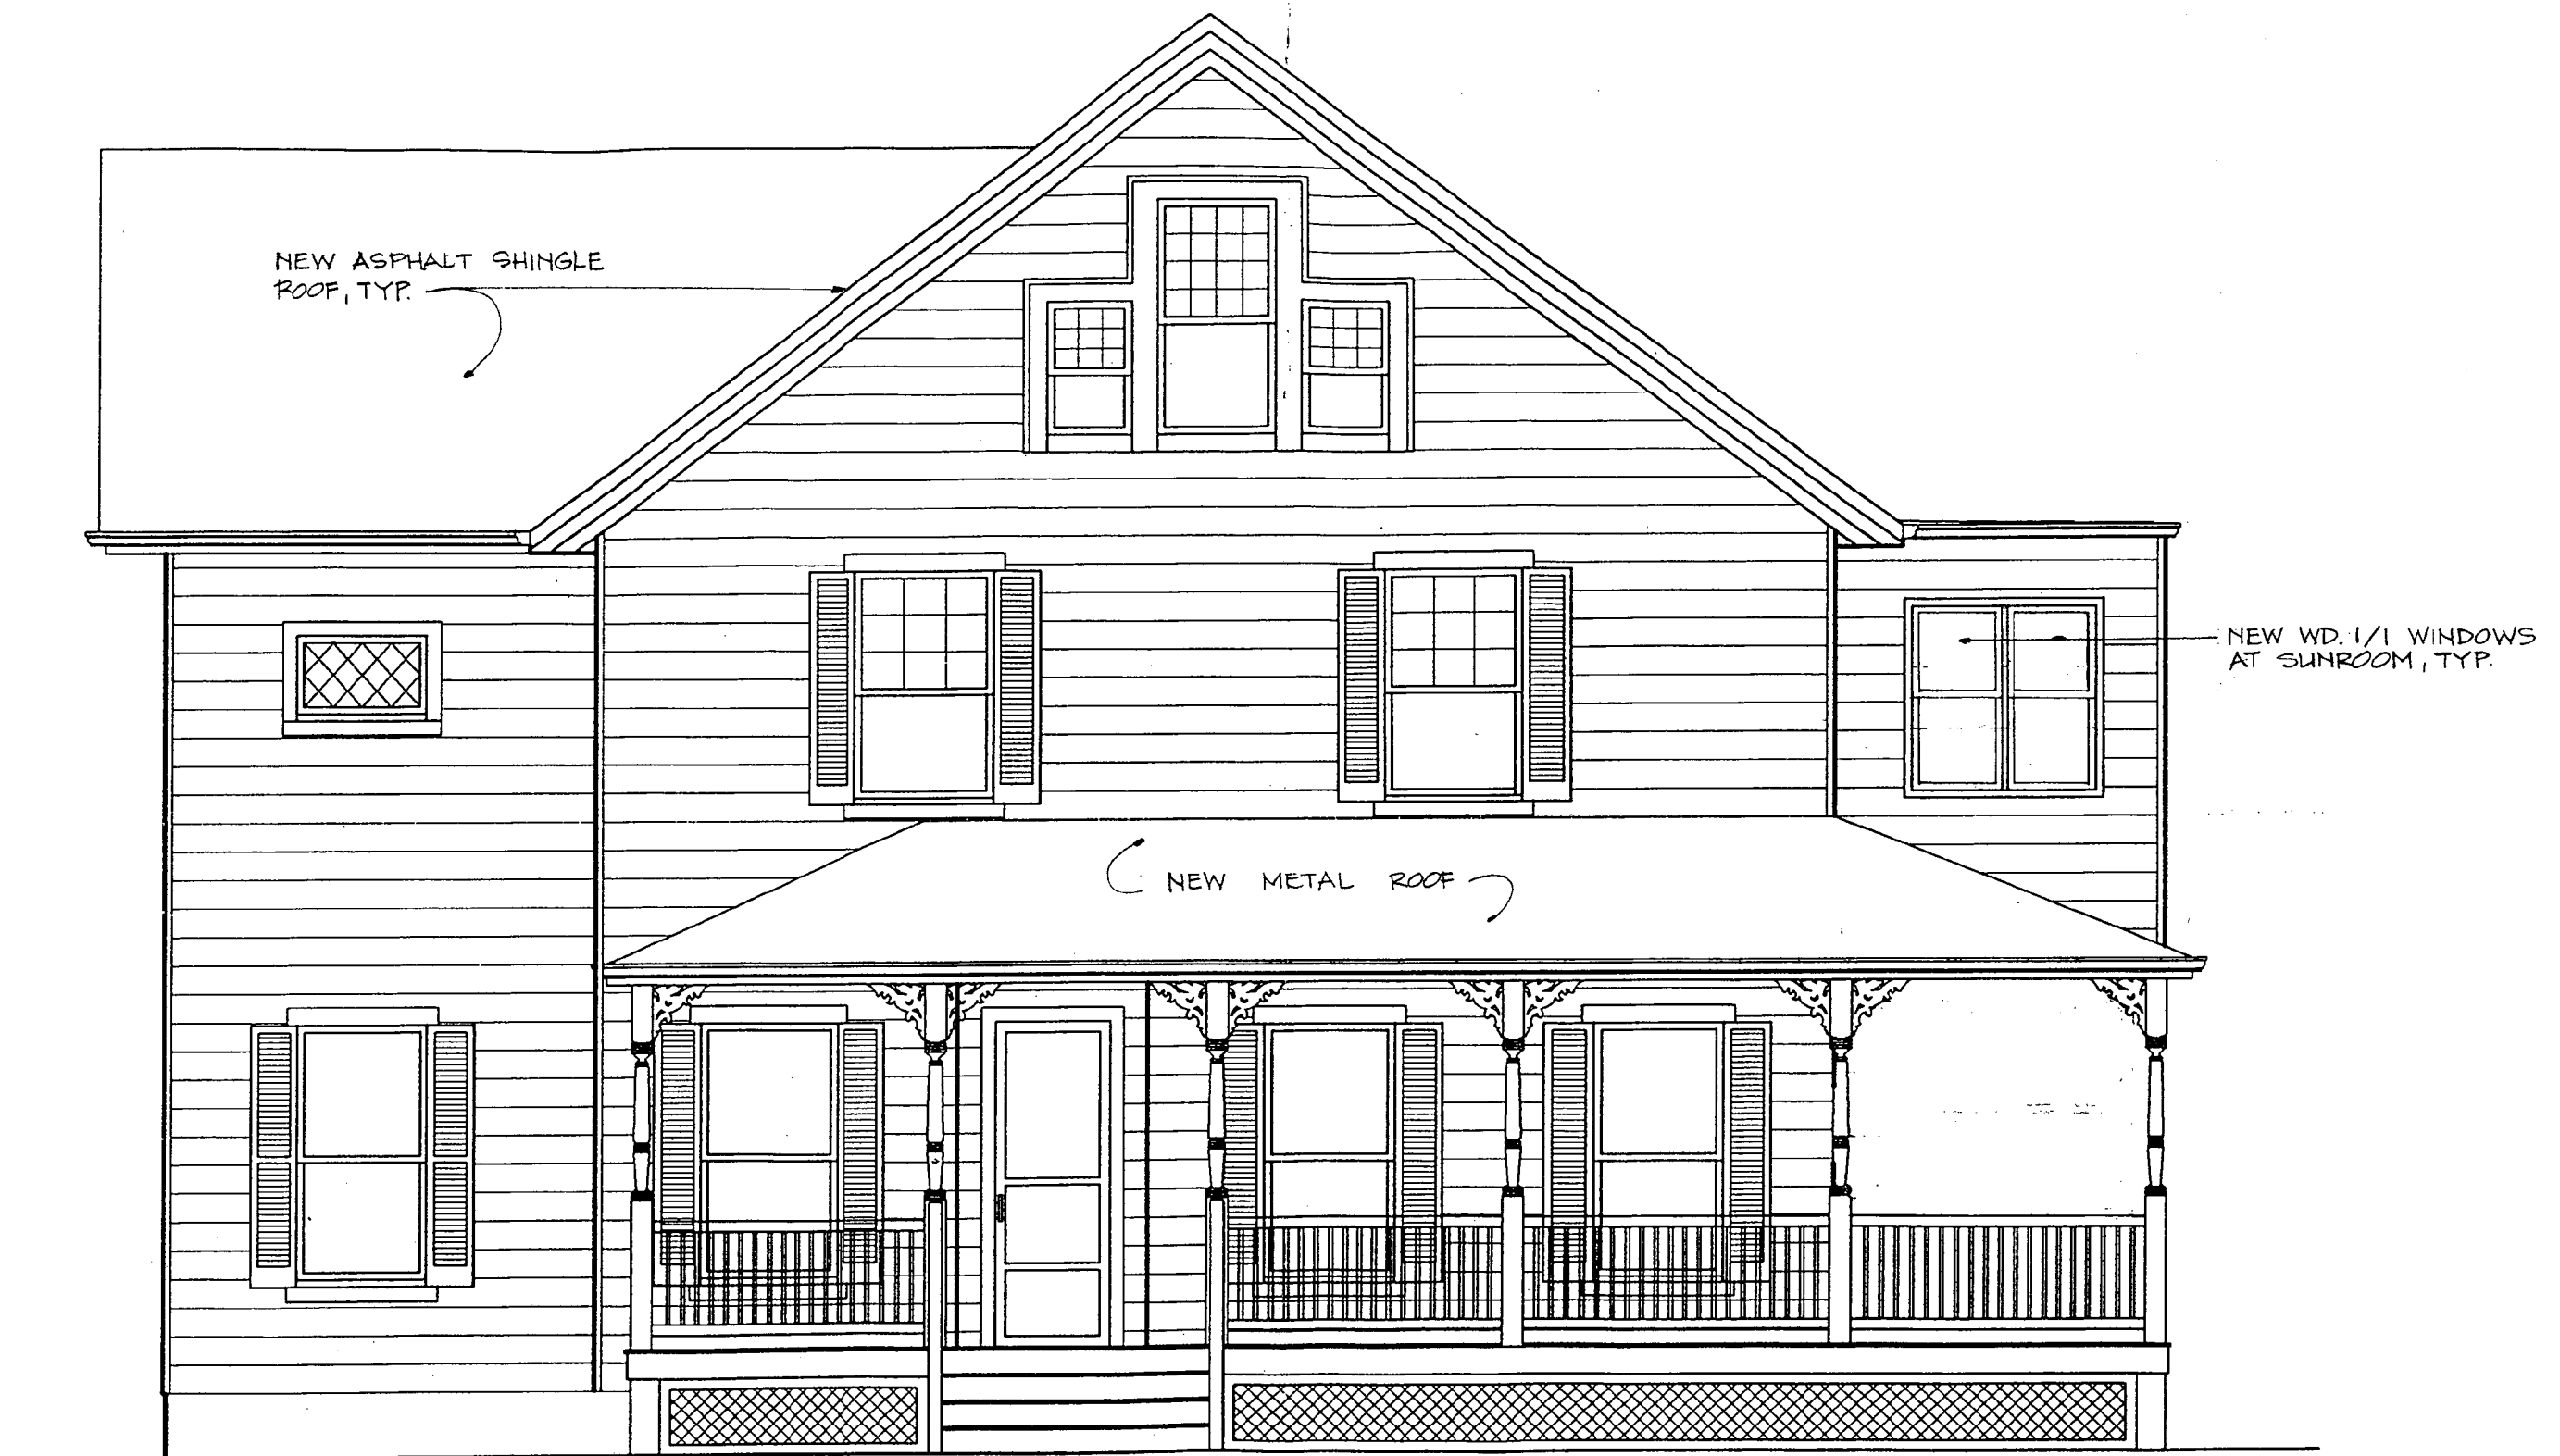 NEW ASPHALT SHINGLE
ROOF, TYP.
NEW WD. 1/1 WINDOWS
AT SUNROOM, TYP.
NEW METAL ROOF